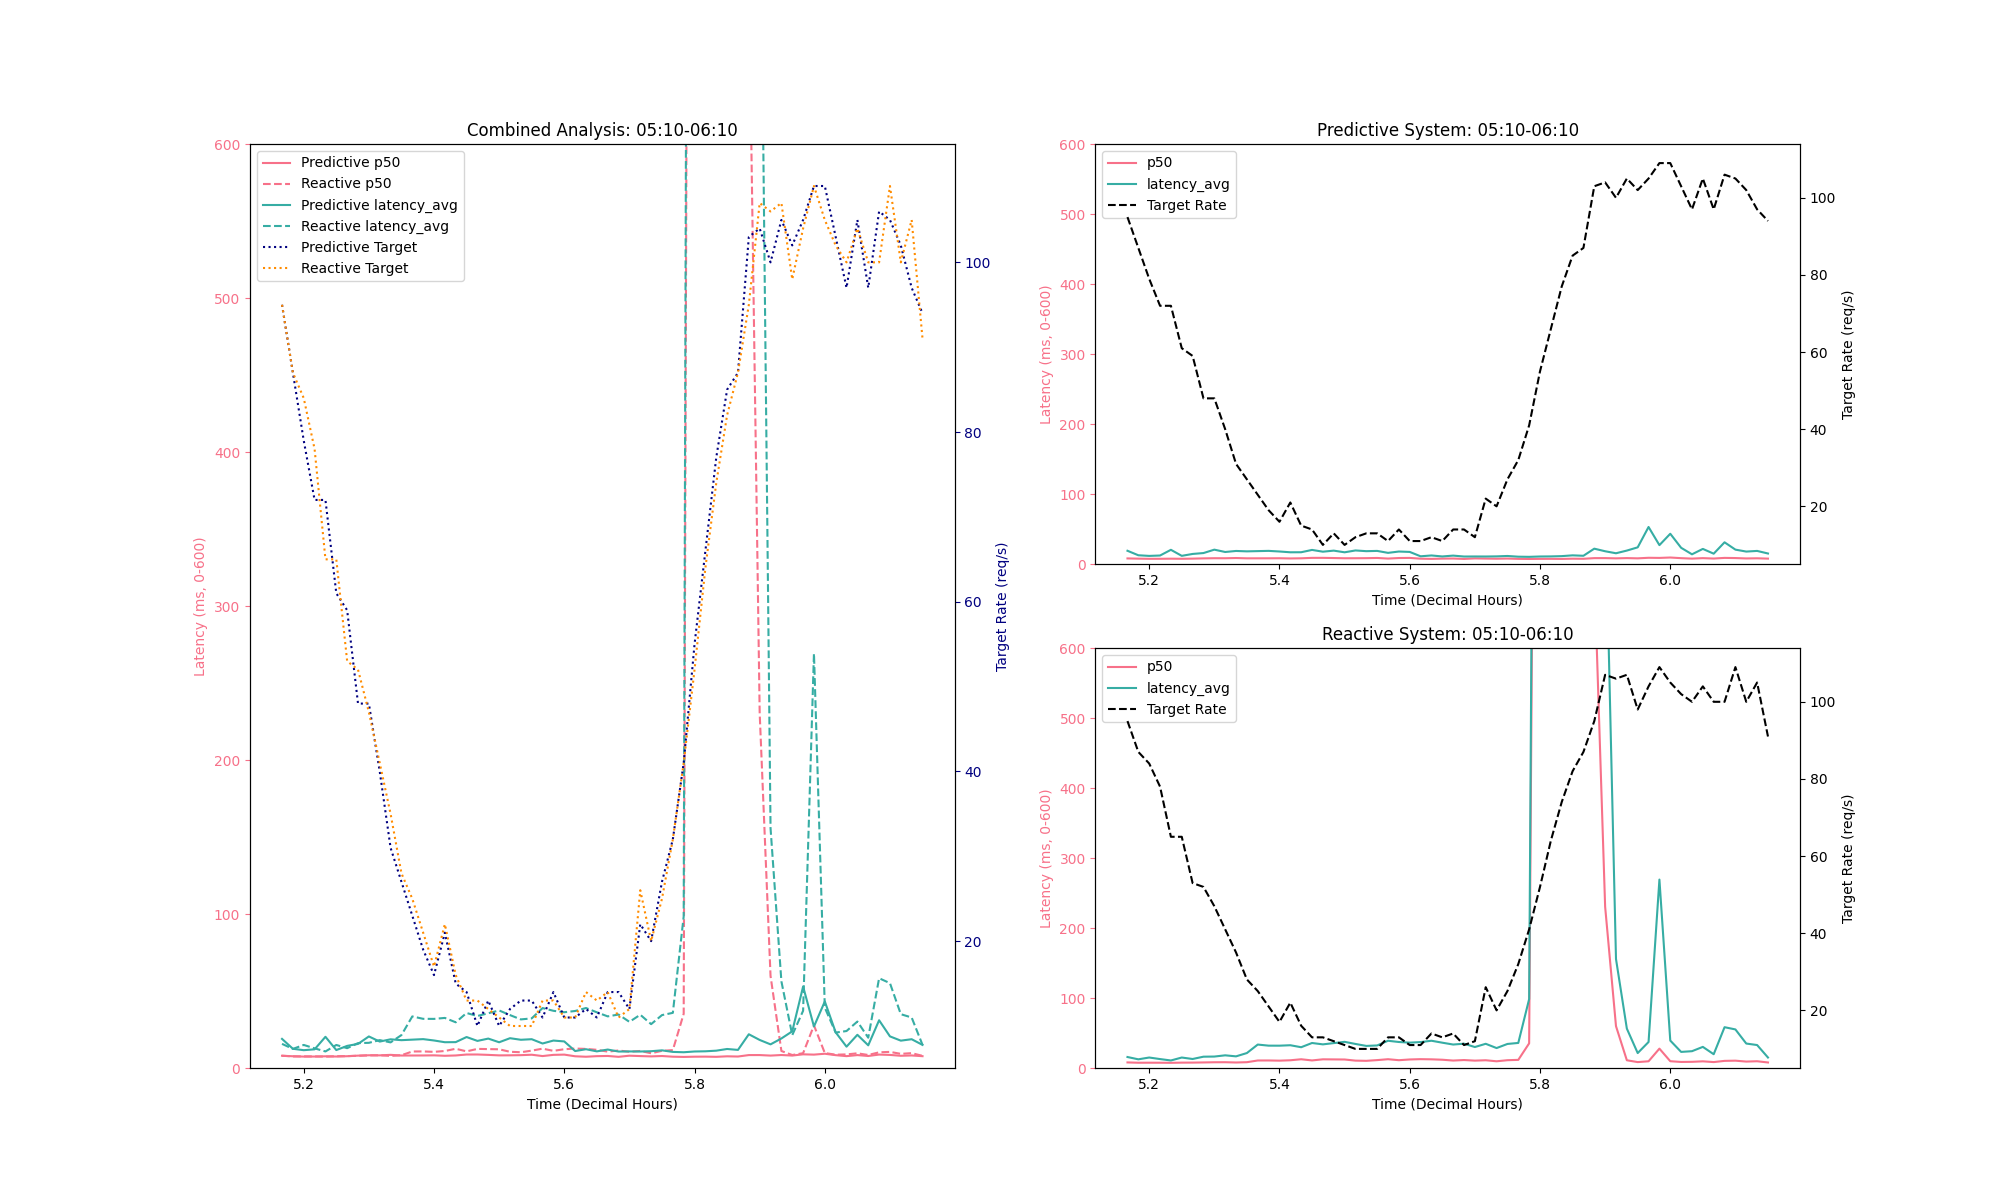 Combined Analysis: 05:10-06:10
600
500
400
300
200
100
0
Latency (ms, 0-600)
Predictive p50
Reactive p50
Predictive latency_avg
Reactive latency_avg
Predictive Target
Reactive Target
100
80
60
40
20
Target Rate (req/s)
5.2 5.4 5.6 5.8 6.0
Time (Decimal Hours)
Predictive System: 05:10-06:10
600
500
400
300
200
100
0
Latency (ms, 0-600)
p50
latency_avg
Target Rate
100
80
60
40
20
Target Rate (req/s)
5.2 5.4 5.6 5.8 6.0
Time (Decimal Hours)
Reactive System: 05:10-06:10
600
500
400
300
200
100
0
Latency (ms, 0-600)
p50
latency_avg
Target Rate
100
80
60
40
20
Target Rate (req/s)
5.2 5.4 5.6 5.8 6.0
Time (Decimal Hours)